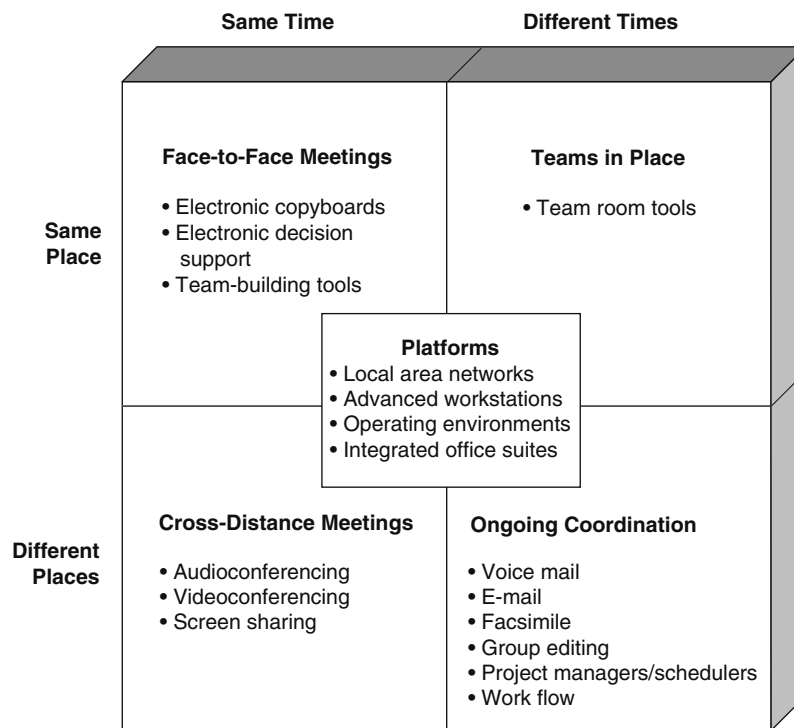 Same Time
Different Times
Same
Place
Face-to-Face Meetings
• Electronic copyboards
• Electronic decision
support
• Team-building tools
Teams in Place
• Team room tools
Platforms
• Local area networks
• Advanced workstations
• Operating environments
• Integrated office suites
Different
Places
Cross-Distance Meetings
• Audioconferencing
• Videoconferencing
• Screen sharing
Ongoing Coordination
• Voice mail
• E-mail
• Facsimile
• Group editing
• Project managers/schedulers
• Work flow